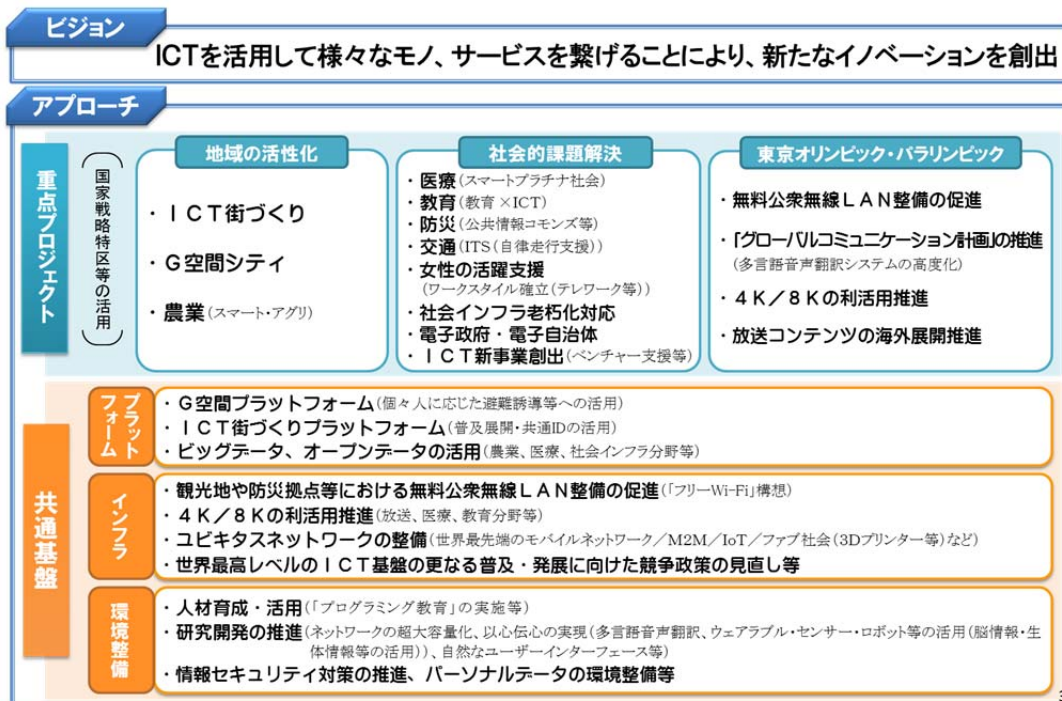 ビジョン
ICTを活用して様々なモノ、サービスを繋げることにより、新たなイノベーションを創出
アプローチ
重点プロジェクト
国家戦略特区等の活用
地域の活性化
・ＩＣＴ街づくり
・Ｇ空間シティ
・農業(スマート・アグリ)
社会的課題解決
・医療(スマートプラチナ社会)
・教育(教育×ICT)
・防災(公共情報コモンズ等)
・交通(ITS(自律走行支援))
・女性の活躍支援
(ワークスタイル確立(テレワーク等))
・社会インフラ老朽化対応
・電子政府・電子自治体
・ＩＣＴ新事業創出(ベンチャー支援等)
東京オリンピック・パラリンピック
・無料公衆無線ＬＡＮ整備の促進
・「グローバルコミュニケーション計画」の推進
(多言語音声翻訳システムの高度化)
・４Ｋ／８Ｋの利活用推進
・放送コンテンツの海外展開推進
共通基盤
プラット
フォーム
・Ｇ空間プラットフォーム(個々人に応じた避難誘導等への活用)
・ＩＣＴ街づくりプラットフォーム(普及展開・共通IDの活用)
・ビッグデータ、オープンデータの活用(農業、医療、社会インフラ分野等)
インフラ
・観光地や防災拠点等における無料公衆無線ＬＡＮ整備の促進(「フリーWi-Fi」構想)
・４Ｋ／８Ｋの利活用推進(放送、医療、教育分野等)
・ユビキタスネットワークの整備(世界最先端のモバイルネットワーク／M2M／IoT／ファブ社会(3Dプリンター等)など)
・世界最高レベルのＩＣＴ基盤の更なる普及・発展に向けた競争政策の見直し等
環境整備
・人材育成・活用(「プログラミング教育」の実施等)
・研究開発の推進(ネットワークの超大容量化、以心伝心の実現(多言語音声翻訳、ウェアラブル・センサー・ロボット等の活用(脳情報・生
体情報等の活用))、自然なユーザーインターフェース等)
・情報セキュリティ対策の推進、パーソナルデータの環境整備等